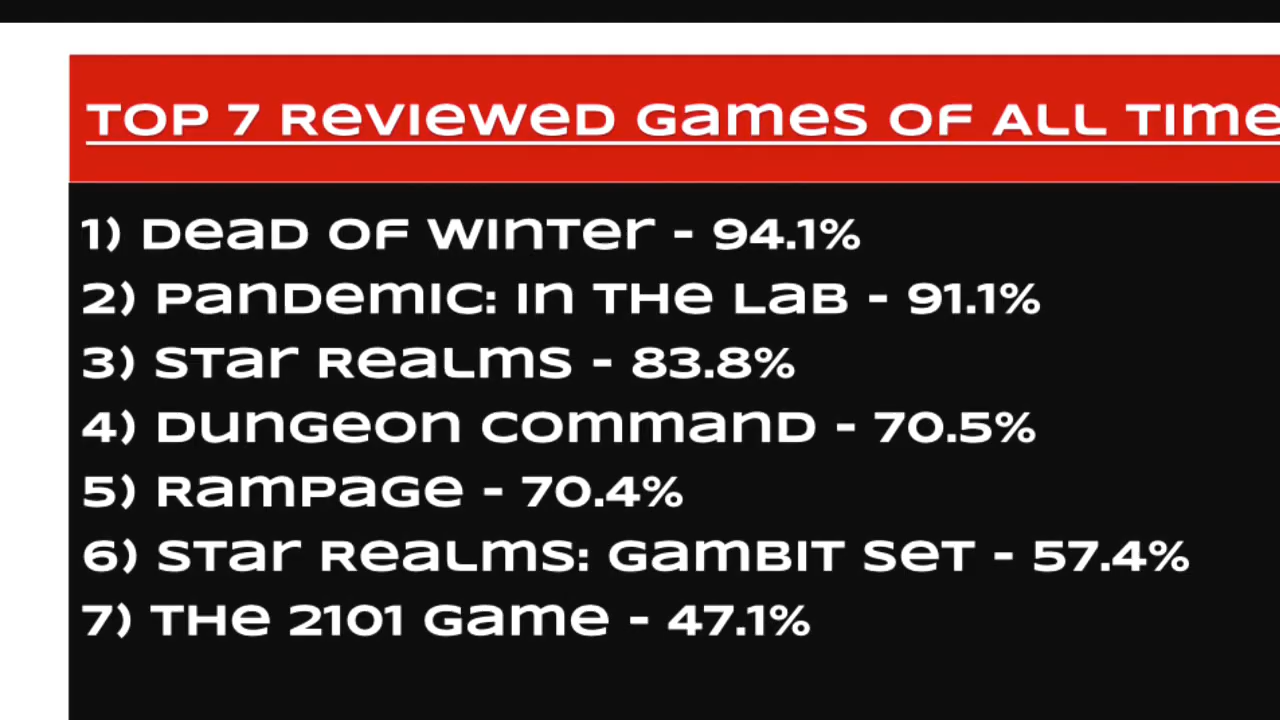 TOP 7 Reviewed Games Of All Time
1) Dead Of Winter - 94.1%
2) Pandemic: In The Lab - 91.1%
3) Star Realms - 83.8%
4) Dungeon Command - 70.5%
5) Rampage - 70.4%
6) Star Realms: Gambit Set - 57.4%
7) The 2101 Game - 47.1%